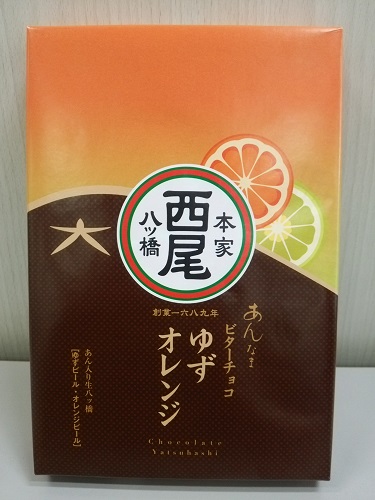 本家
西尾
八ッ橋
創業一六八九年
あんなま
ビターチョコ
ゆず
オレンジ
あん入り生八ッ橋
［ゆずピール・オレンジピール］
Chocolate
Yatsuhashi
大